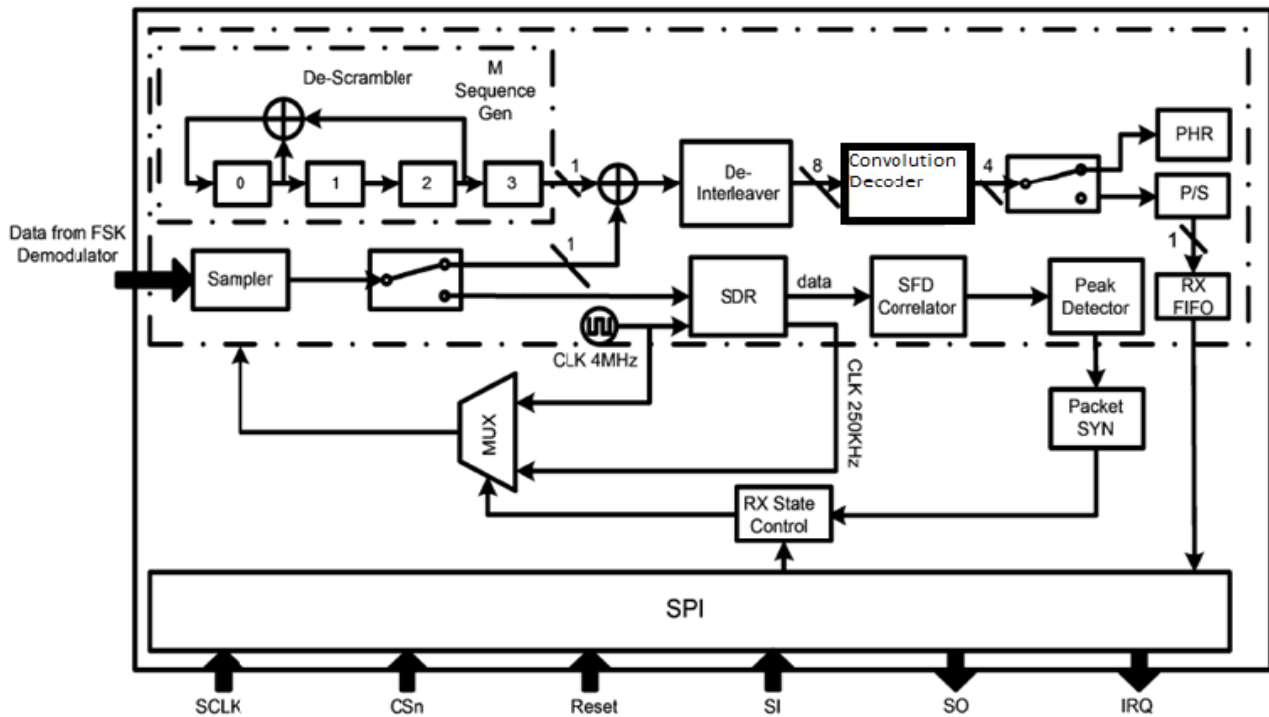 De-Scrambler
M
Sequence
Gen
0
1
2
3
1
De-
Interleaver
8
Convolution
Decoder
4
PHR
P/S
1
RX
FIFO
Data from FSK
Demodulator
Sampler
1
SDR
data
SFD
Correlator
Peak
Detector
CLK 4MHz
CLK 250KHz
MUX
Packet
SYN
RX State
Control
SPI
SCLK
CSn
Reset
SI
SO
IRQ